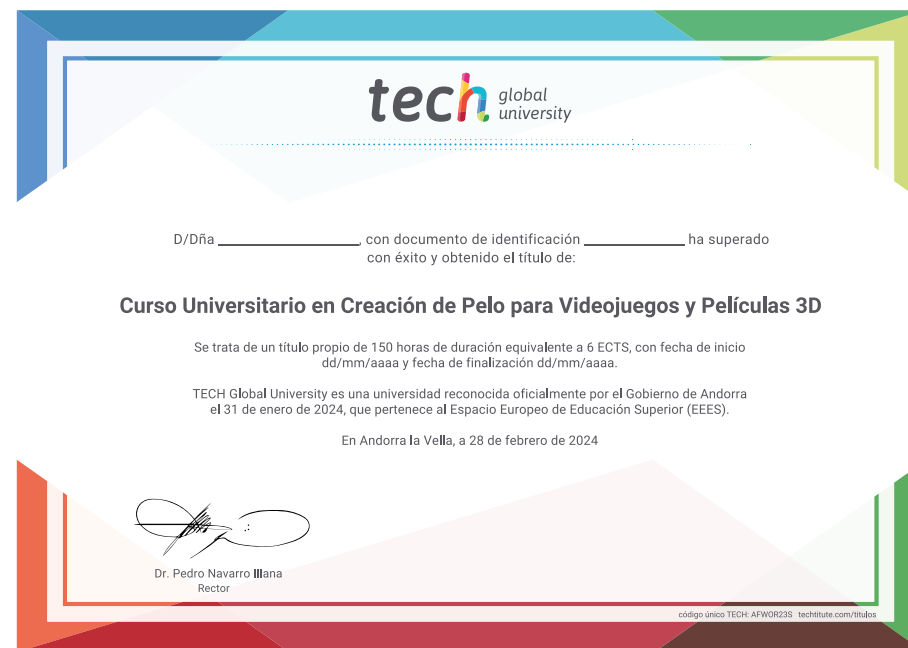 tech global university
D/Dña ____________________, con documento de identificación ______________ ha superado
con éxito y obtenido el título de:
Curso Universitario en Creación de Pelo para Videojuegos y Películas 3D
Se trata de un título propio de 150 horas de duración equivalente a 6 ECTS, con fecha de inicio
dd/mm/aaaa y fecha de finalización dd/mm/aaaa.
TECH Global University es una universidad reconocida oficialmente por el Gobierno de Andorra
el 31 de enero de 2024, que pertenece al Espacio Europeo de Educación Superior (EEES).
En Andorra la Vella, a 28 de febrero de 2024
Dr. Pedro Navarro Illana
Rector
código único TECH: AFWOR23S techtitute.com/titulos